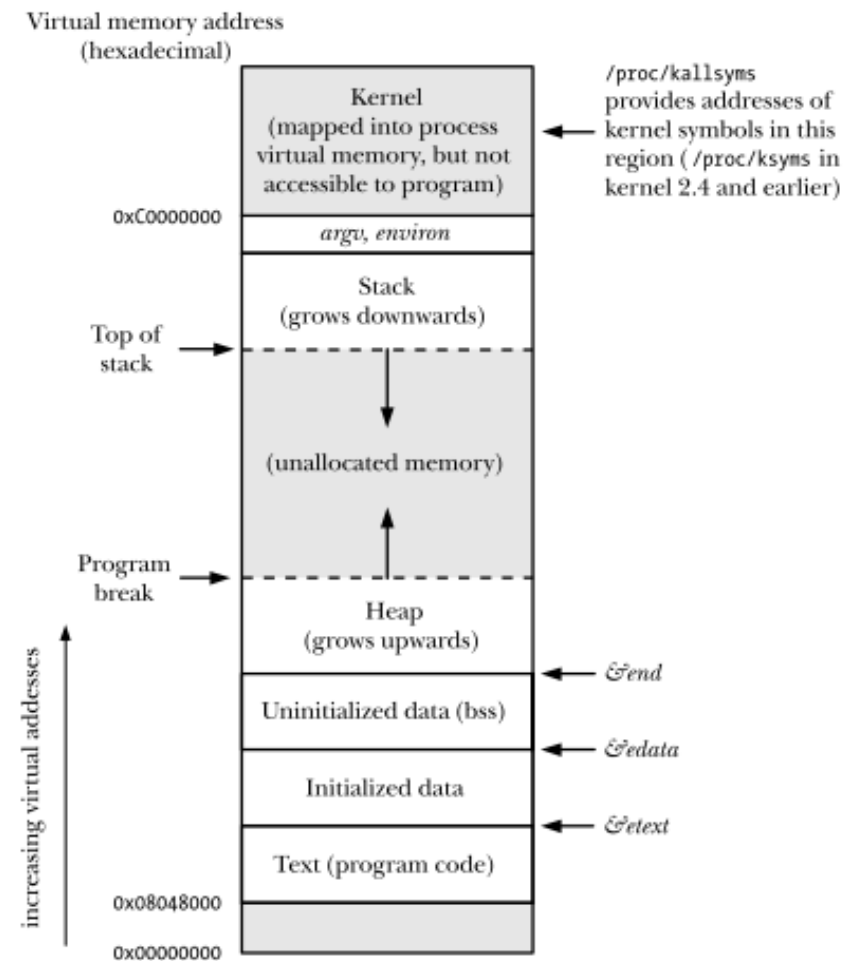 Virtual memory address
(hexadecimal)
/proc/kallsyms
provides addresses of
kernel symbols in this
region (/proc/ksyms in
kernel 2.4 and earlier)
Kernel
(mapped into process
virtual memory, but not
accessible to program)
0xC0000000
argv, environ
Stack
(grows downwards)
Top of
stack
(unallocated memory)
Program
break
Heap
(grows upwards)
&end
Uninitialized data (bss)
&edata
Initialized data
&etext
Text (program code)
0x08048000
0x00000000
increasing virtual addesses